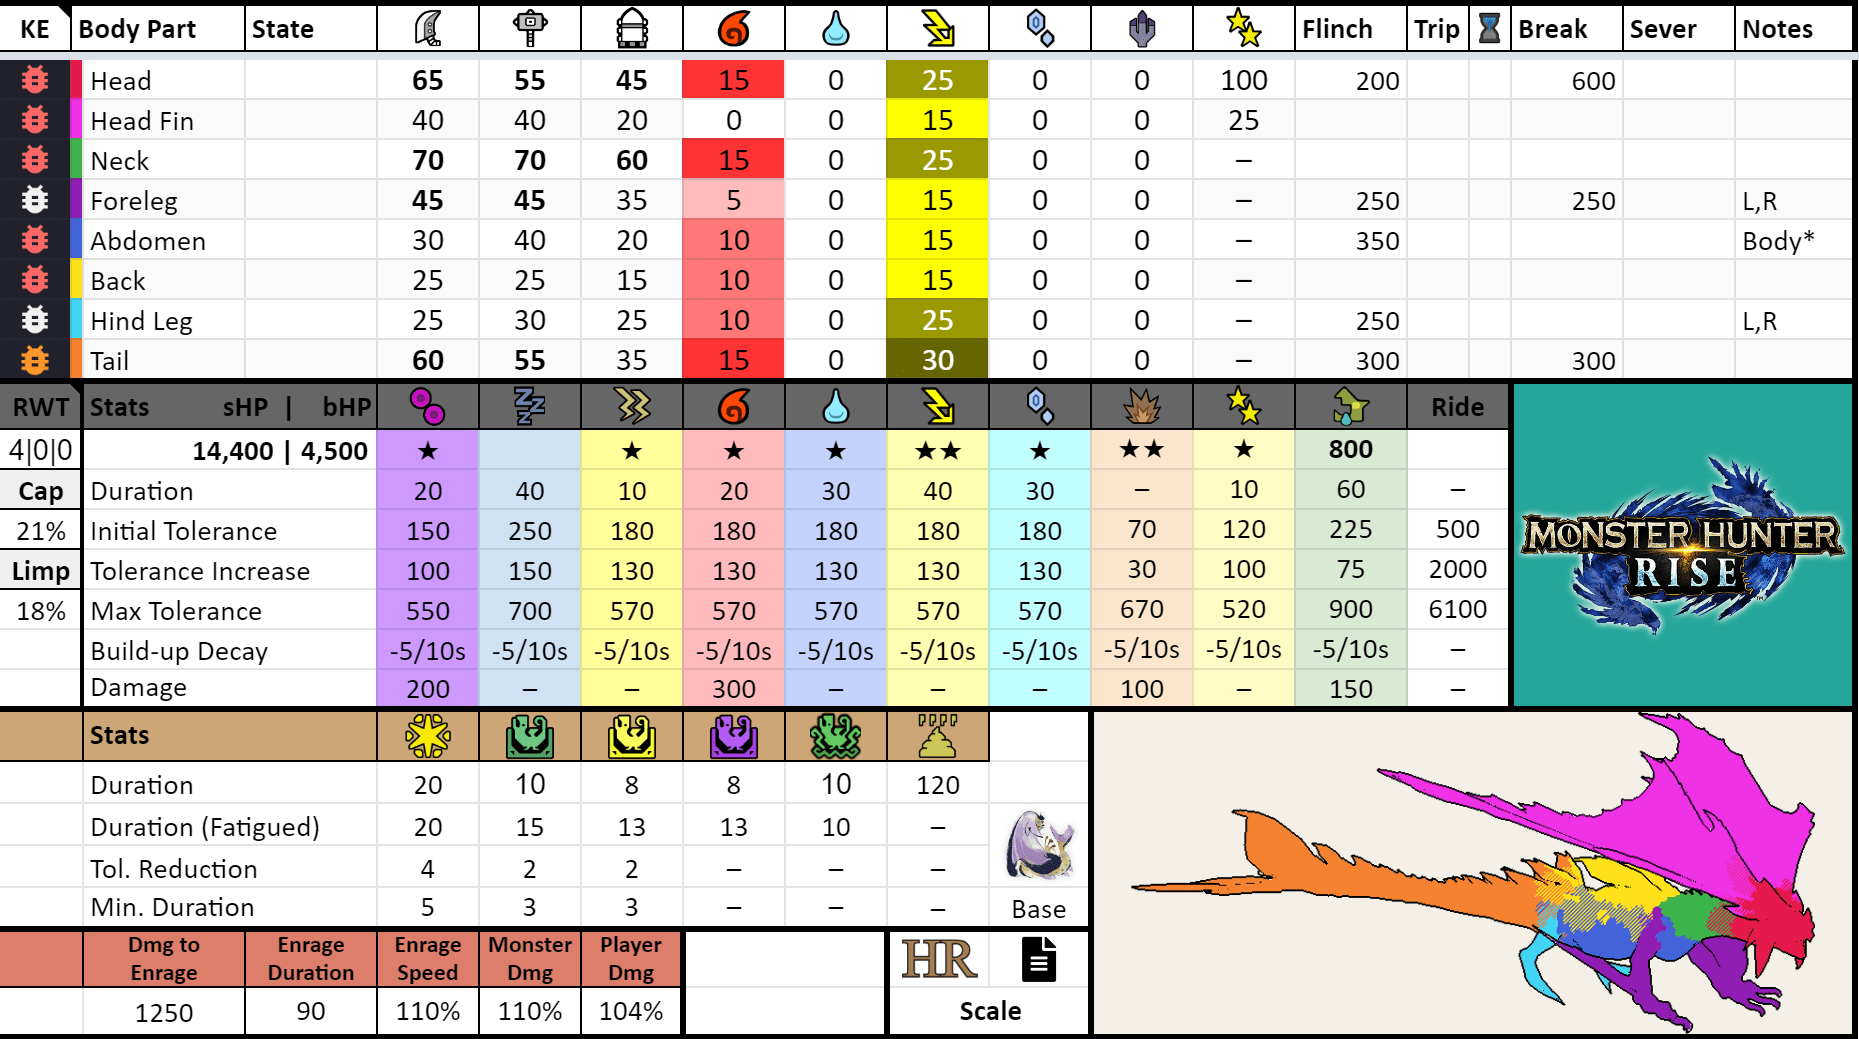 KE Body Part State Flinch Trip Break Sever Notes
Head 65 55 45 15 0 25 0 0 100 200 600
Head Fin 40 40 20 0 0 15 0 0 25
Neck 70 70 60 15 0 25 0 0 –
Foreleg 45 45 35 5 0 15 0 0 – 250 250 L,R
Abdomen 30 40 20 10 0 15 0 0 – 350 Body*
Back 25 25 15 10 0 15 0 0 –
Hind Leg 25 30 25 10 0 25 0 0 – 250 L,R
Tail 60 55 35 15 0 30 0 0 – 300 300
RWT Stats sHP | bHP Ride
4|0|0 14,400 | 4,500 ★ ★ ★ ★ ★★ ★ ★★ ★ 800
Cap Duration 20 40 10 20 30 40 30 – 10 60 –
21% Initial Tolerance 150 250 180 180 180 180 180 70 120 225 500
Limp Tolerance Increase 100 150 130 130 130 130 130 30 100 75 2000
18% Max Tolerance 550 700 570 570 570 570 570 670 520 900 6100
Build-up Decay -5/10s -5/10s -5/10s -5/10s -5/10s -5/10s -5/10s -5/10s -5/10s -5/10s –
Damage 200 – – 300 – – – 100 – 150 –
MONSTER HUNTER
RISE
Stats
Duration 20 10 8 8 10 120
Duration (Fatigued) 20 15 13 13 10 –
Tol. Reduction 4 2 2 – – –
Min. Duration 5 3 3 – – – Base
Dmg to Enrage Enrage Monster Player HR
Enrage Duration Speed Dmg Dmg
1250 90 110% 110% 104% Scale